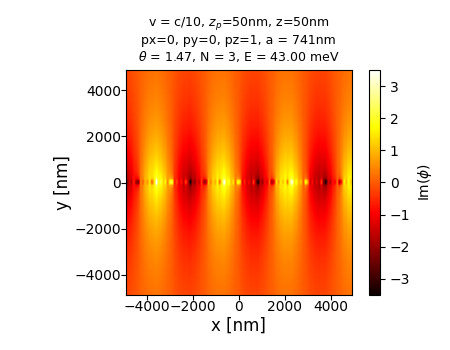 v = c/10, z_p=50nm, z=50nm
px=0, py=0, pz=1, a = 741nm
θ = 1.47, N = 3, E = 43.00 meV
4000
2000
0
−2000
−4000
y [nm]
−4000 −2000 0 2000 4000
x [nm]
3
2
1
0
−1
−2
−3
Im(ϕ)